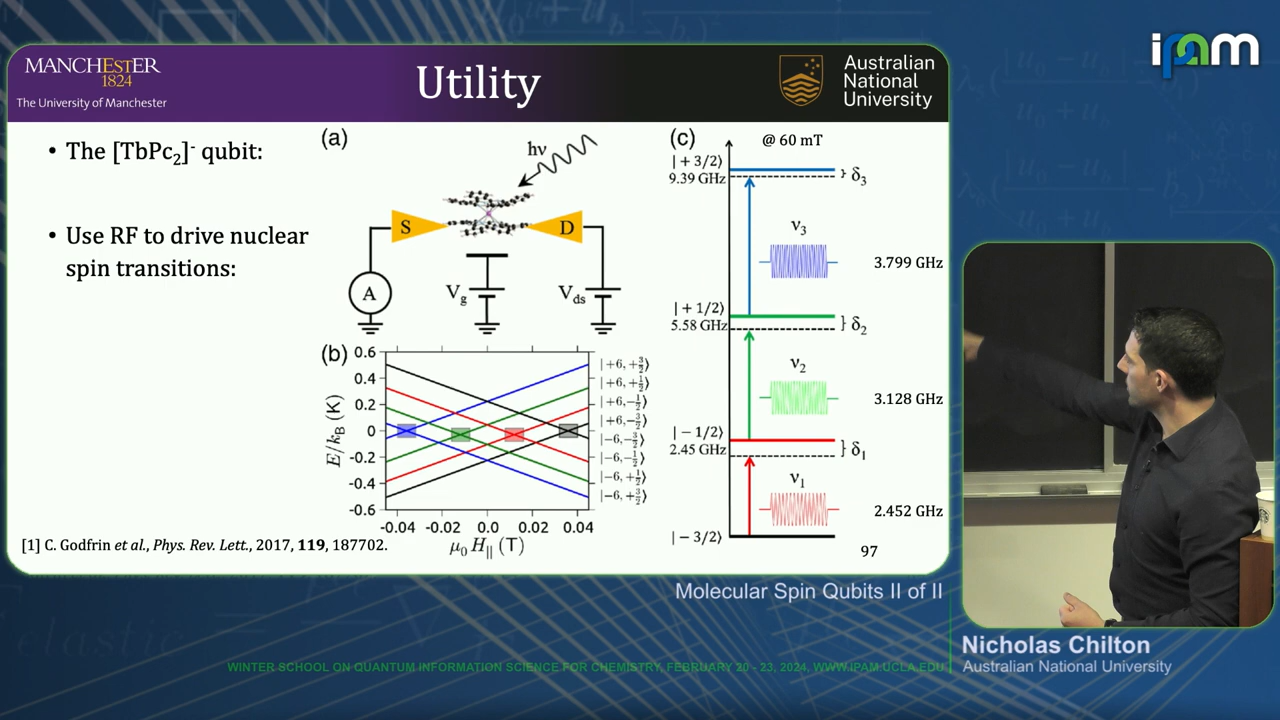 ipam
MANCHESTER
1824
The University of Manchester
Utility
Australian
National
University
• The [TbPc₂]⁻ qubit:
• Use RF to drive nuclear
spin transitions:
(a)
hν
S
D
A
Vg
Vds
(b)
E/kB (K)
0.6
0.4
0.2
0
-0.2
-0.4
-0.6
-0.04 -0.02 0.0 0.02 0.04
μ₀ H∥ (T)
|+6, +3/2⟩
|+6, +1/2⟩
|+6, −1/2⟩
|+6, −3/2⟩
|−6, −3/2⟩
|−6, −1/2⟩
|−6, +1/2⟩
|−6, +3/2⟩
(c)
@ 60 mT
|+ 3/2⟩
9.39 GHz
} δ₃
ν₃
3.799 GHz
|+ 1/2⟩
5.58 GHz
} δ₂
ν₂
3.128 GHz
|− 1/2⟩
2.45 GHz
} δ₁
ν₁
2.452 GHz
|− 3/2⟩
[1] C. Godfrin et al., Phys. Rev. Lett., 2017, 119, 187702.
97
Molecular Spin Qubits II of II
Nicholas Chilton
Australian National University
WINTER SCHOOL ON QUANTUM INFORMATION SCIENCE FOR CHEMISTRY, FEBRUARY 20 - 23, 2024, WWW.IPAM.UCLA.EDU